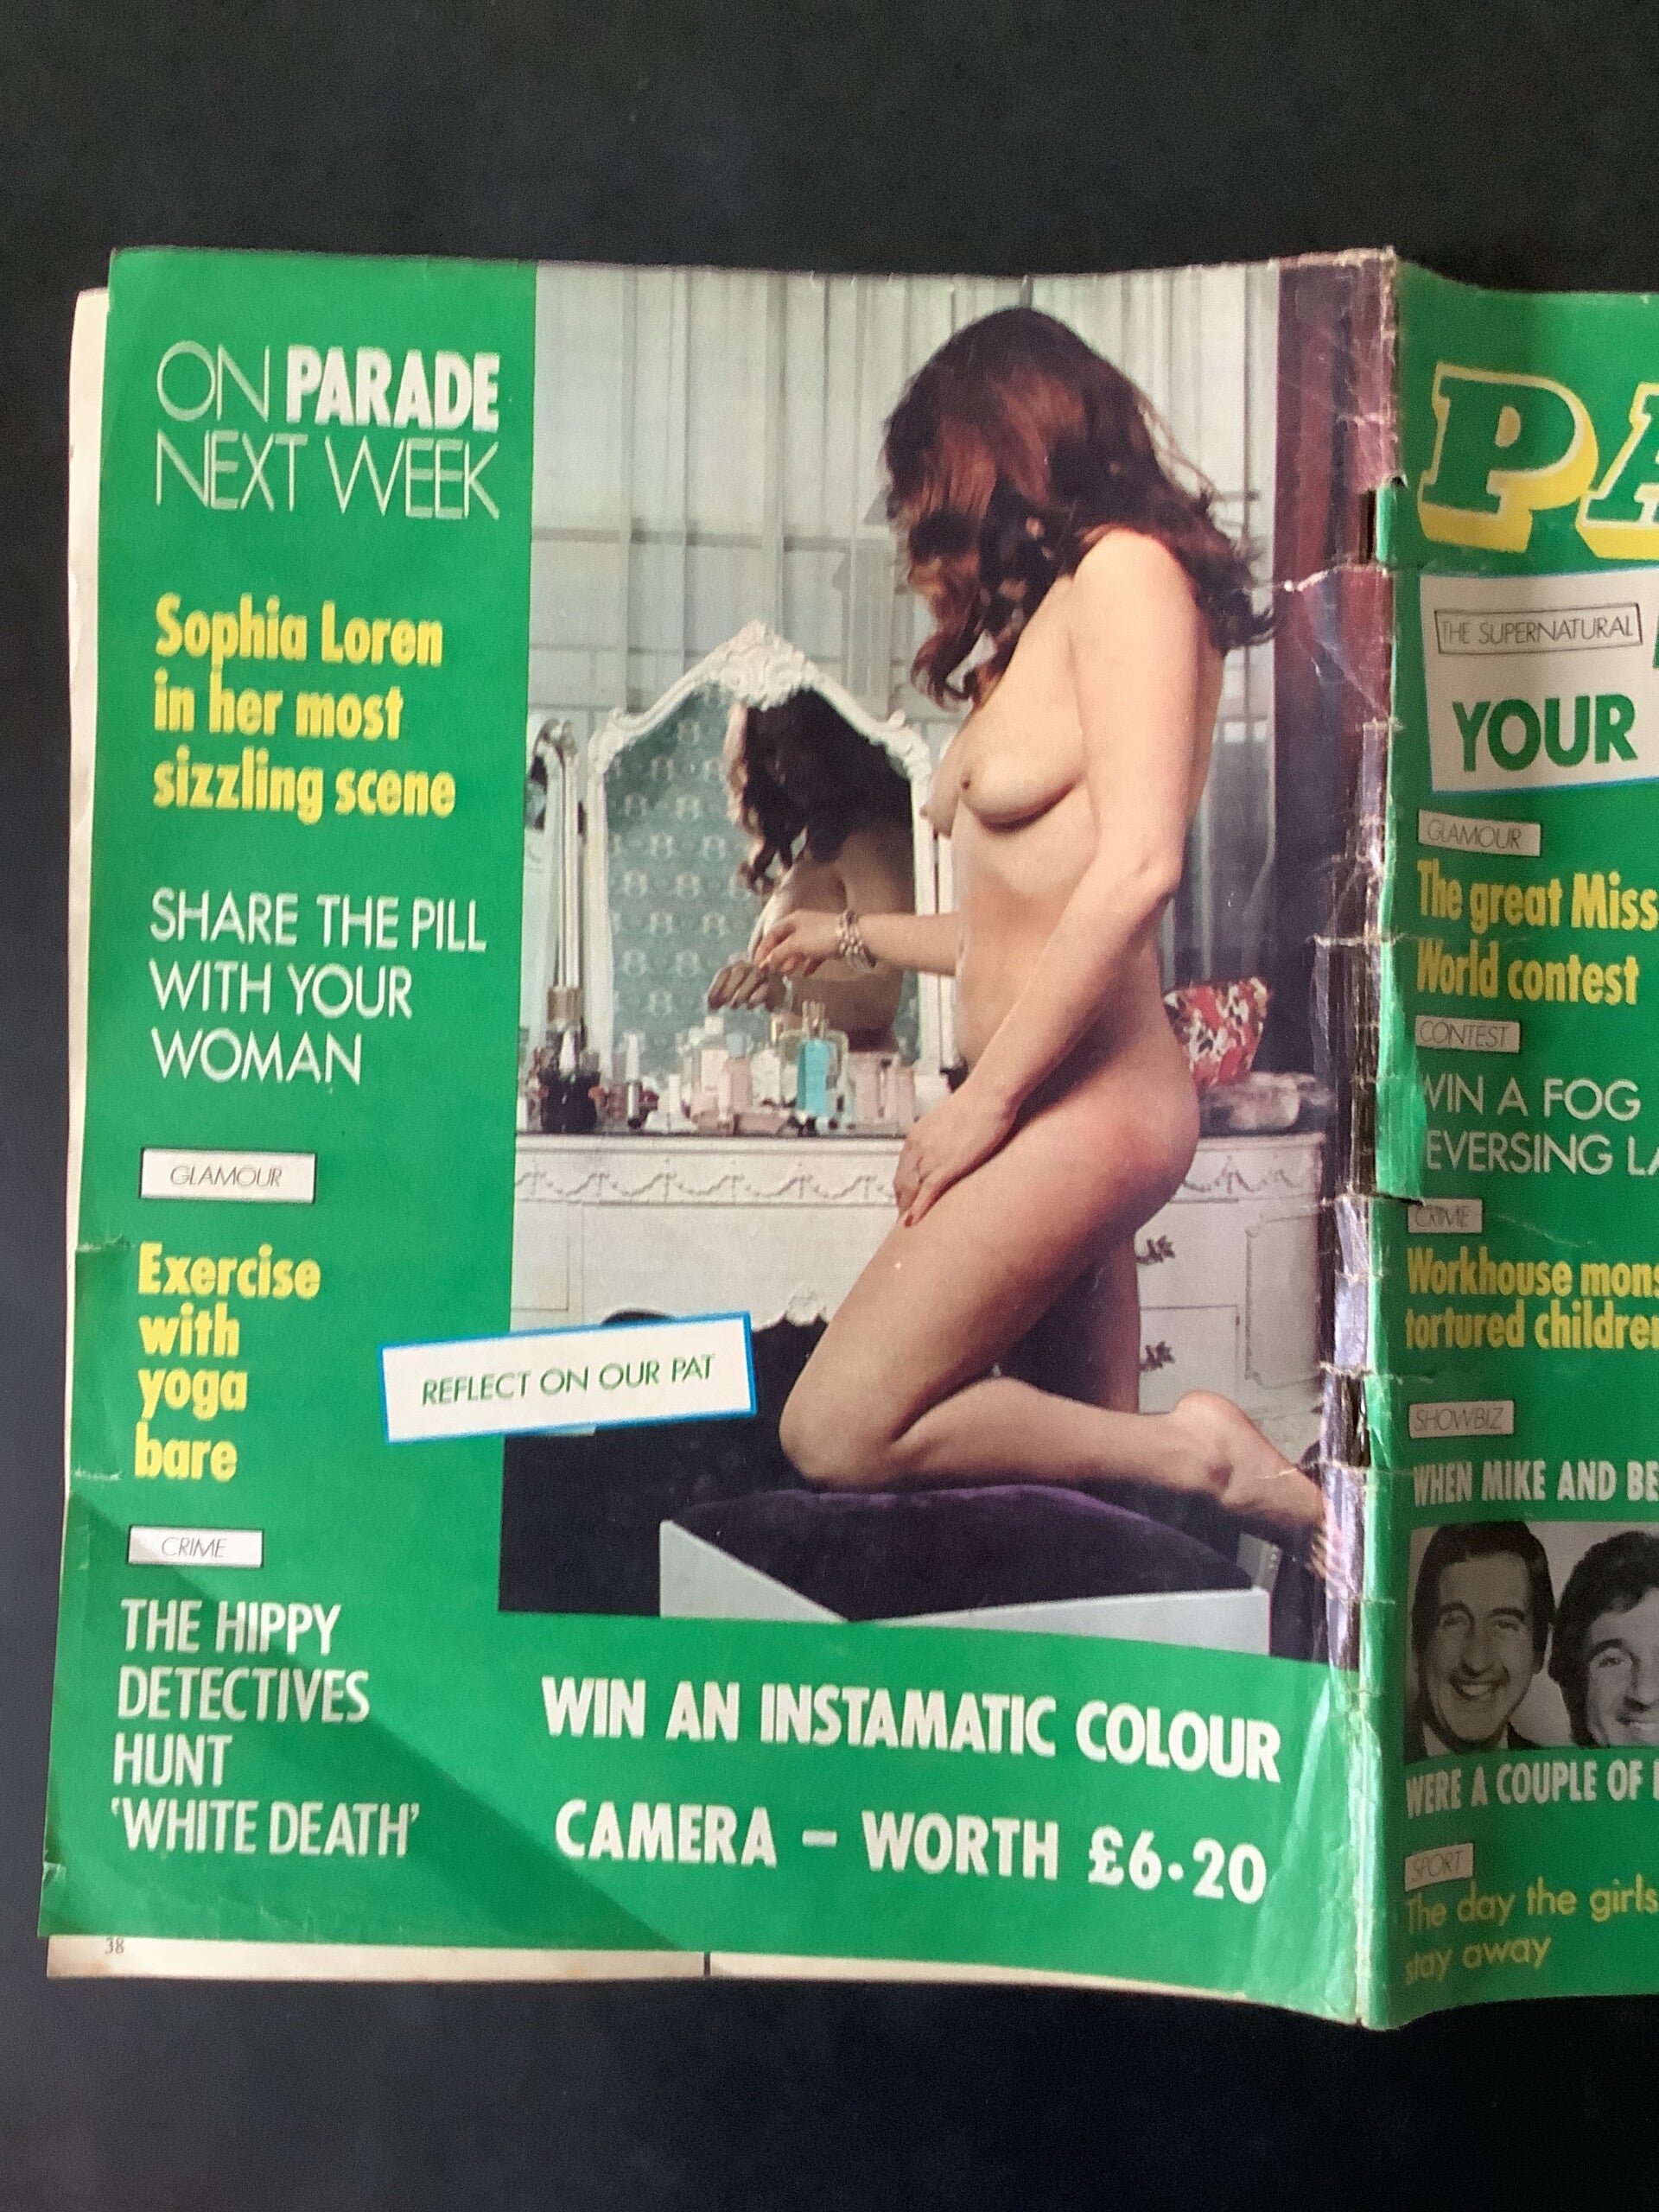 ON PARADE
NEXT WEEK
Sophia Loren
in her most
sizzling scene
SHARE THE PILL
WITH YOUR
WOMAN
GLAMOUR
Exercise
with
yoga
bare
CRIME
THE HIPPY
DETECTIVES
HUNT
'WHITE DEATH'
REFLECT ON OUR PAT
WIN AN INSTAMATIC COLOUR
CAMERA – WORTH £6·20
38
THE SUPERNATURAL
YOUR
GLAMOUR
The great Miss
World contest
CONTEST
WIN A FOG
CRIME
Workhouse
tortured
SHOWBIZ
WHEN MIKE AND
WERE A COUPLE OF
SPORT
The day the girls
stay away